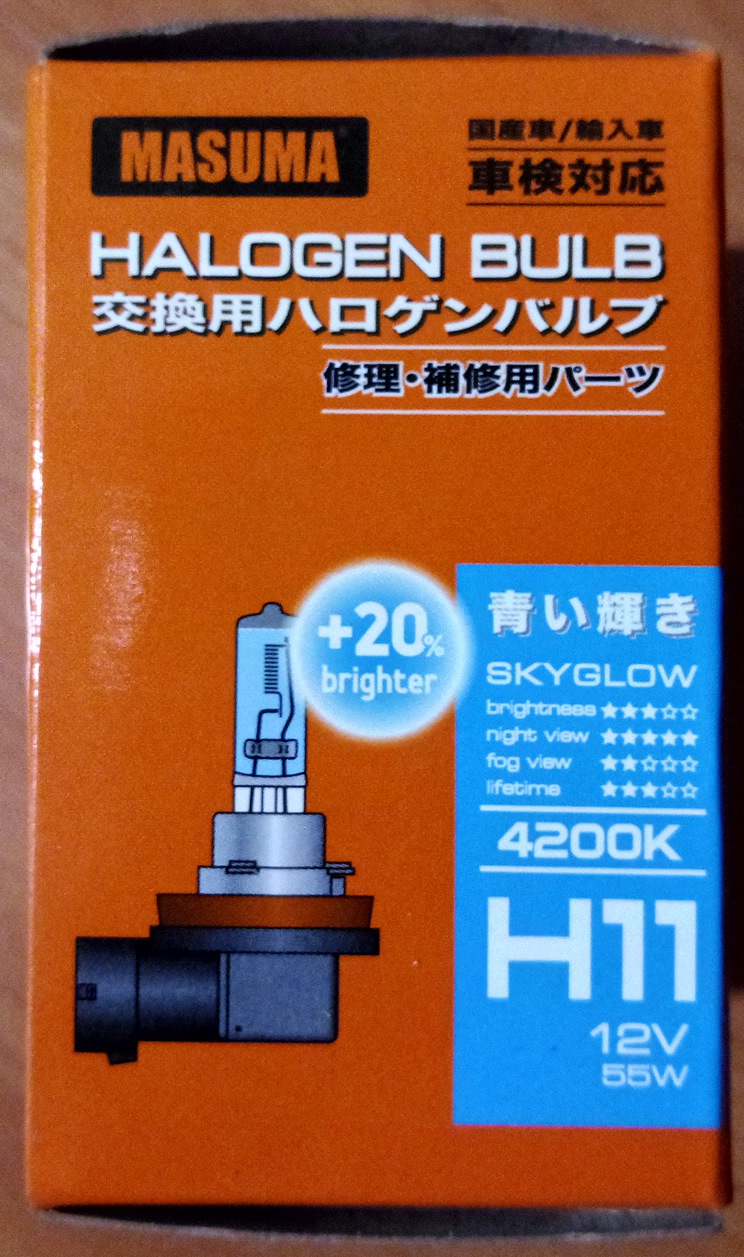 MASUMA
国産車/輸入車
車検対応
HALOGEN BULB
交換用ハロゲンバルブ
修理・補修用パーツ
+20%
brighter
青い輝き
SKYGLOW
brightness ★★★☆☆
night view ★★★★★
fog view ★★☆☆☆
lifetime ★★★☆☆
4200K
H11
12V
55W